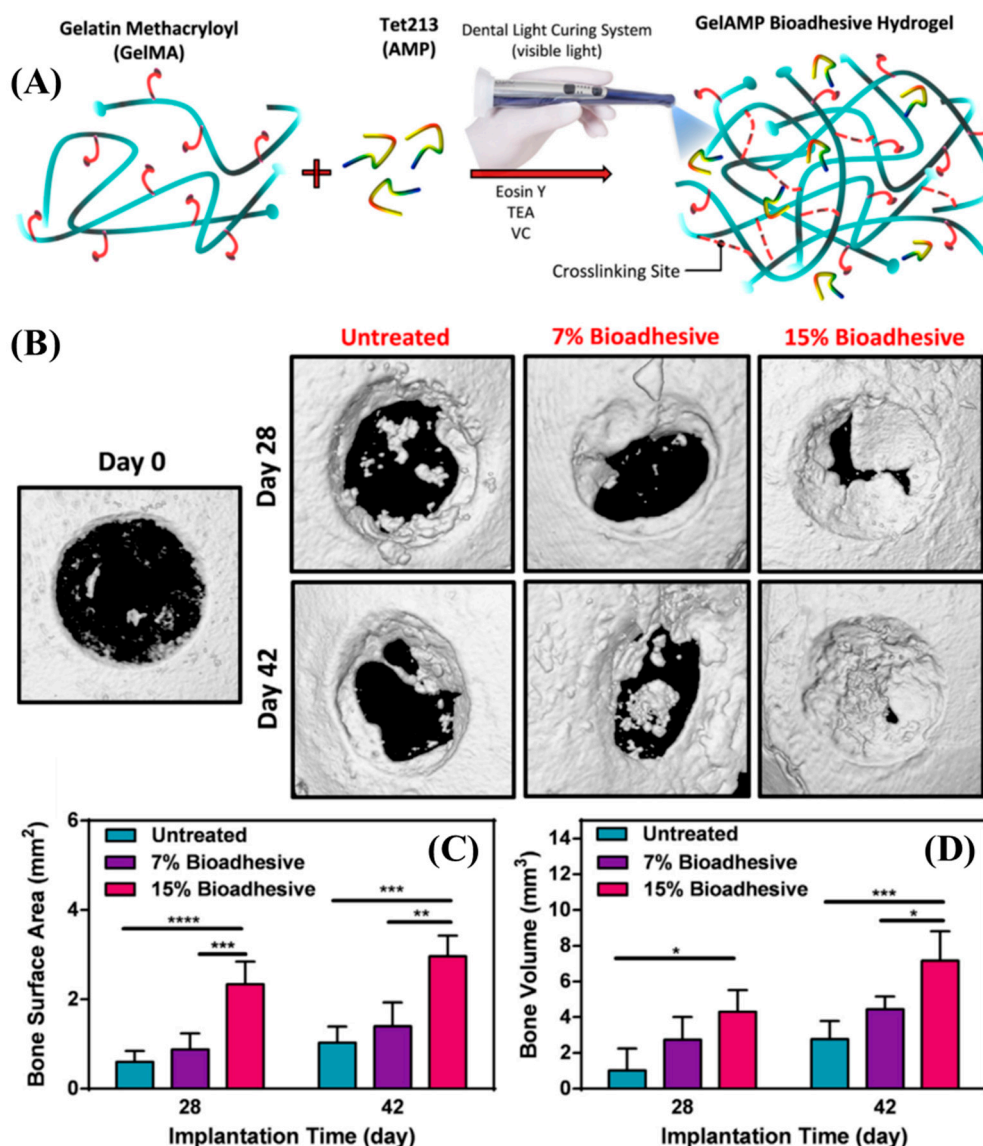 (A)
Gelatin Methacryloyl
(GelMA)
Tet213
(AMP)
Dental Light Curing System
(visible light)
Eosin Y
TEA
VC
GelAMP Bioadhesive Hydrogel
Crosslinking Site
(B)
Untreated
7% Bioadhesive
15% Bioadhesive
Day 0
Day 28
Day 42
(C)
Bone Surface Area (mm²)
6
4
2
0
Untreated
7% Bioadhesive
15% Bioadhesive
****
***
***
**
28
42
Implantation Time (day)
(D)
Bone Volume (mm³)
14
12
10
8
6
4
2
0
Untreated
7% Bioadhesive
15% Bioadhesive
*
***
*
28
42
Implantation Time (day)